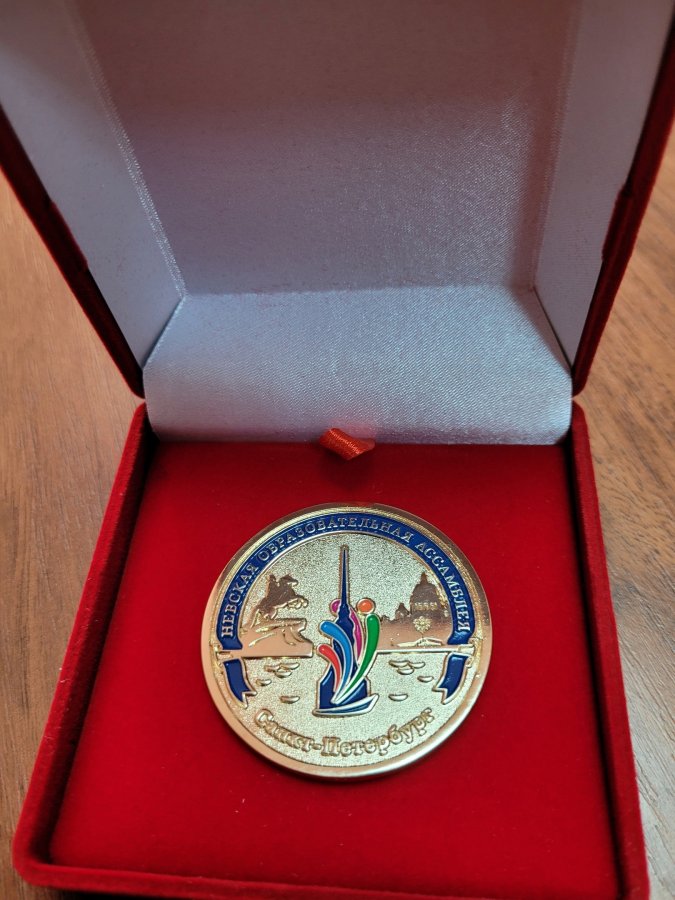 НЕВСКАЯ ОБРАЗОВАТЕЛЬНАЯ АССАМБЛЕЯ
Санкт-Петербург